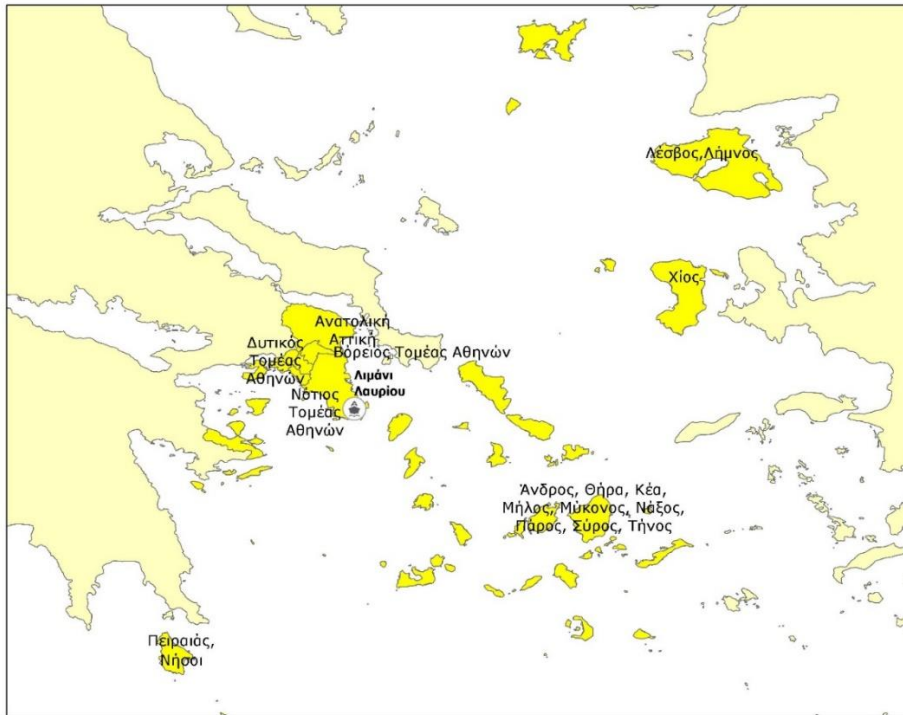 Λέσβος,Λήμνος
Χίος
Ανατολική
Αττική
Βόρειος Τομέας Αθηνών
Δυτικός
Τομέας
Αθηνών
Λιμάνι
Λαυρίου
Νότιος
Τομέας
Αθηνών
Άνδρος, Θήρα, Κέα,
Μήλος, Μύκονος, Νάξος,
Πάρος, Σύρος, Τήνος
Πειραιάς,
Νήσοι